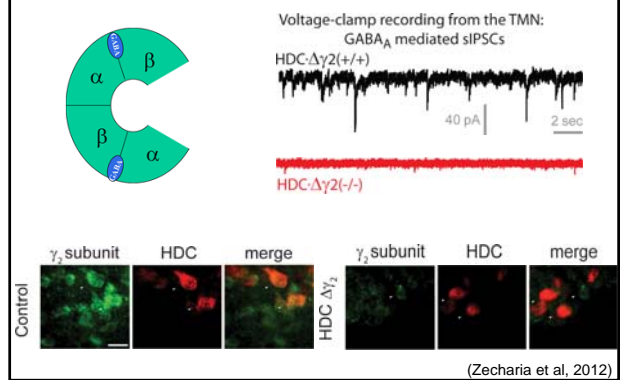 GABA
β
α
β
α
GABA
Voltage-clamp recording from the TMN:
GABA_A mediated sIPSCs
HDC·Δγ2(+/+)
40 pA
2 sec
HDC·Δγ2(-/-)
γ₂ subunit HDC merge
Control
γ₂ subunit HDC merge
HDC Δγ₂
(Zecharia et al, 2012)